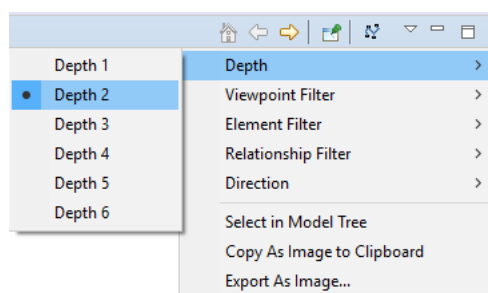 Depth 1
Depth 2
Depth 3
Depth 4
Depth 5
Depth 6
Depth
Viewpoint Filter
Element Filter
Relationship Filter
Direction
Select in Model Tree
Copy As Image to Clipboard
Export As Image...